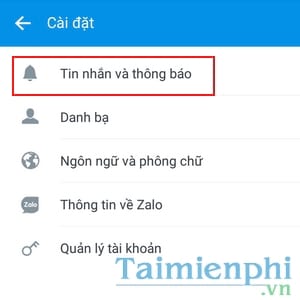 Cài đặt
Tin nhắn và thông báo
Danh bạ
Ngôn ngữ và phông chữ
Zalo
Thông tin về Zalo
Quản lý tài khoản
Taimienphi
.vn